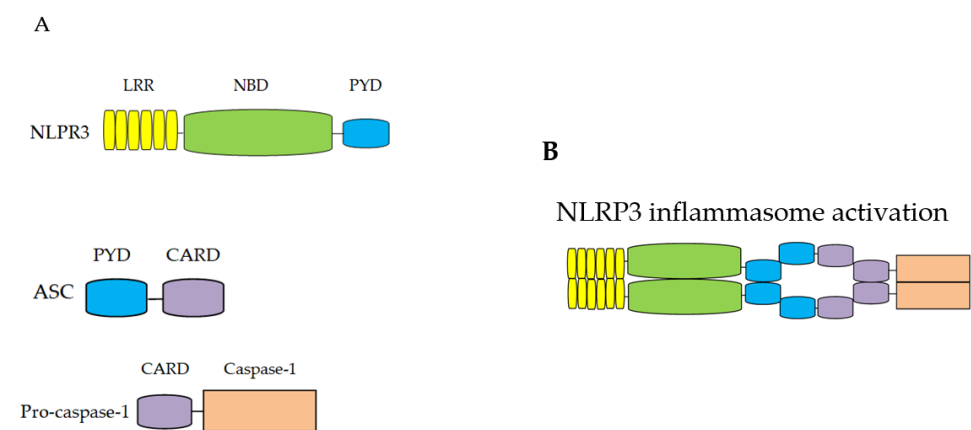 A
LRR NBD PYD
NLPR3
B
NLRP3 inflammasome activation
PYD CARD
ASC
CARD Caspase-1
Pro-caspase-1